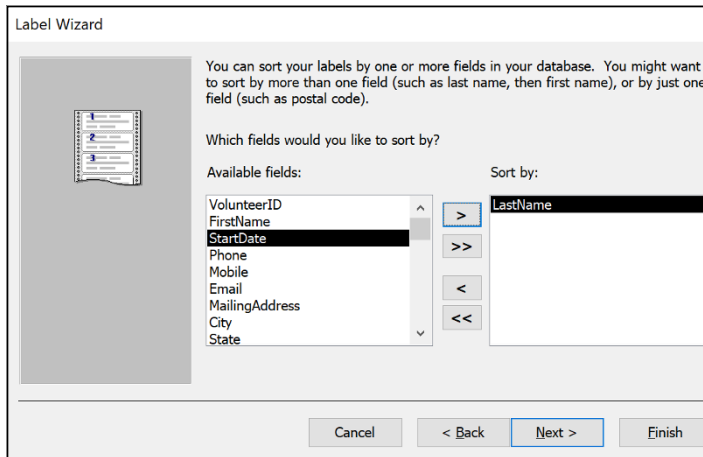 Label Wizard
You can sort your labels by one or more fields in your database. You might want
to sort by more than one field (such as last name, then first name), or by just one
field (such as postal code).
Which fields would you like to sort by?
Available fields:
Sort by:
VolunteerID
FirstName
StartDate
Phone
Mobile
Email
MailingAddress
City
State
>
>>
<
<<
LastName
1
2
3
Cancel
< Back
Next >
Finish